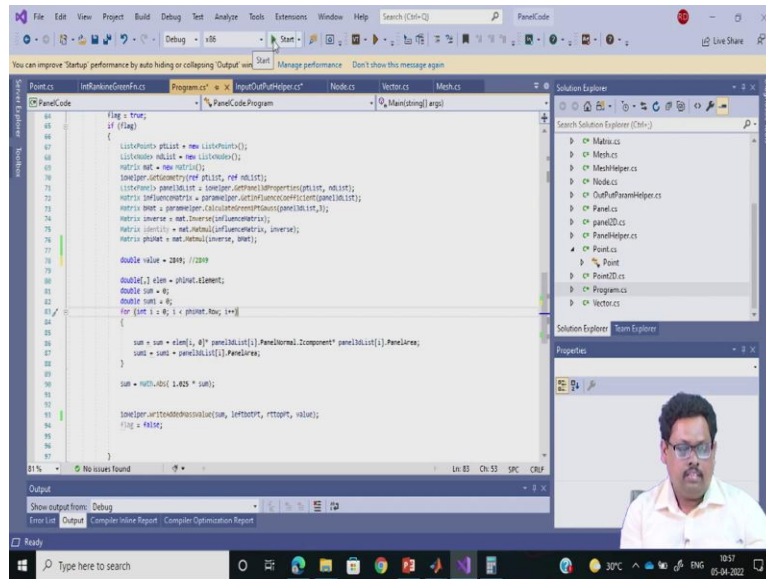 File Edit View Project Build Debug Test Analyze Tools Extensions Window Help Search (Ctrl+Q) PanelCode RD
Debug x86 Start Live Share
You can improve 'Startup' performance by auto hiding or collapsing 'Output' win Start Manage performance Don't show this message again
Server Explorer
Toolbox
Point.cs IntRankineGreenFn.cs Program.cs* InputOutPutHelper.cs* Node.cs Vector.cs Mesh.cs
PanelCode PanelCode.Program Main(string[] args)
64 flag = true;
65 if (flag)
66 {
67 List<Point> ptList = new List<Point>();
68 List<Node> ndList = new List<Node>();
69 Matrix mat = new Matrix();
70 ioHelper.GetGeometry(ref ptList, ref ndList);
71 List<Panel> panel3dList = ioHelper.GetPanel3dProperties(ptList, ndList);
72 Matrix influenceMatrix = paramHelper.GetInfluenceCoefficient(panel3dList);
73 Matrix bMat = paramHelper.CalculateGreenIPtGauss(panel3dList,3);
74 Matrix inverse = mat.Inverse(influenceMatrix);
75 Matrix identity = mat.Matmul(influenceMatrix, inverse);
76 Matrix phiMat = mat.Matmul(inverse, bMat);
77
78 double value = 2849; //2849
79
80 double[,] elem = phiMat.Element;
81 double sum = 0;
82 double sum1 = 0;
83 for (int i = 0; i < phiMat.Row; i++)
84 {
85
86 sum = sum + elem[i, 0]* panel3dList[i].PanelNormal.Zcomponent* panel3dList[i].PanelArea;
87 sum1 = sum1 + panel3dList[i].PanelArea;
88 }
89
90 sum = Math.Abs( 1.025 * sum);
91
92
93 ioHelper.WriteAddedMassValue(sum, leftbotPt, rttopPt, value);
94 flag = false;
95
96
97 }
81% No issues found Ln: 83 Ch: 53 SPC CRLF
Output
Show output from: Debug
Error List Output Compiler Inline Report Compiler Optimization Report
Ready
Solution Explorer
Search Solution Explorer (Ctrl+;)
C# Matrix.cs
C# Mesh.cs
C# MeshHelper.cs
C# Node.cs
C# OutPutParamHelper.cs
C# Panel.cs
C# panel2D.cs
C# PanelHelper.cs
C# Point.cs
Point
C# Point2D.cs
C# Program.cs
C# Vector.cs
Solution Explorer Team Explorer
Properties
Type here to search
30°C ENG 10:57
05-04-2022